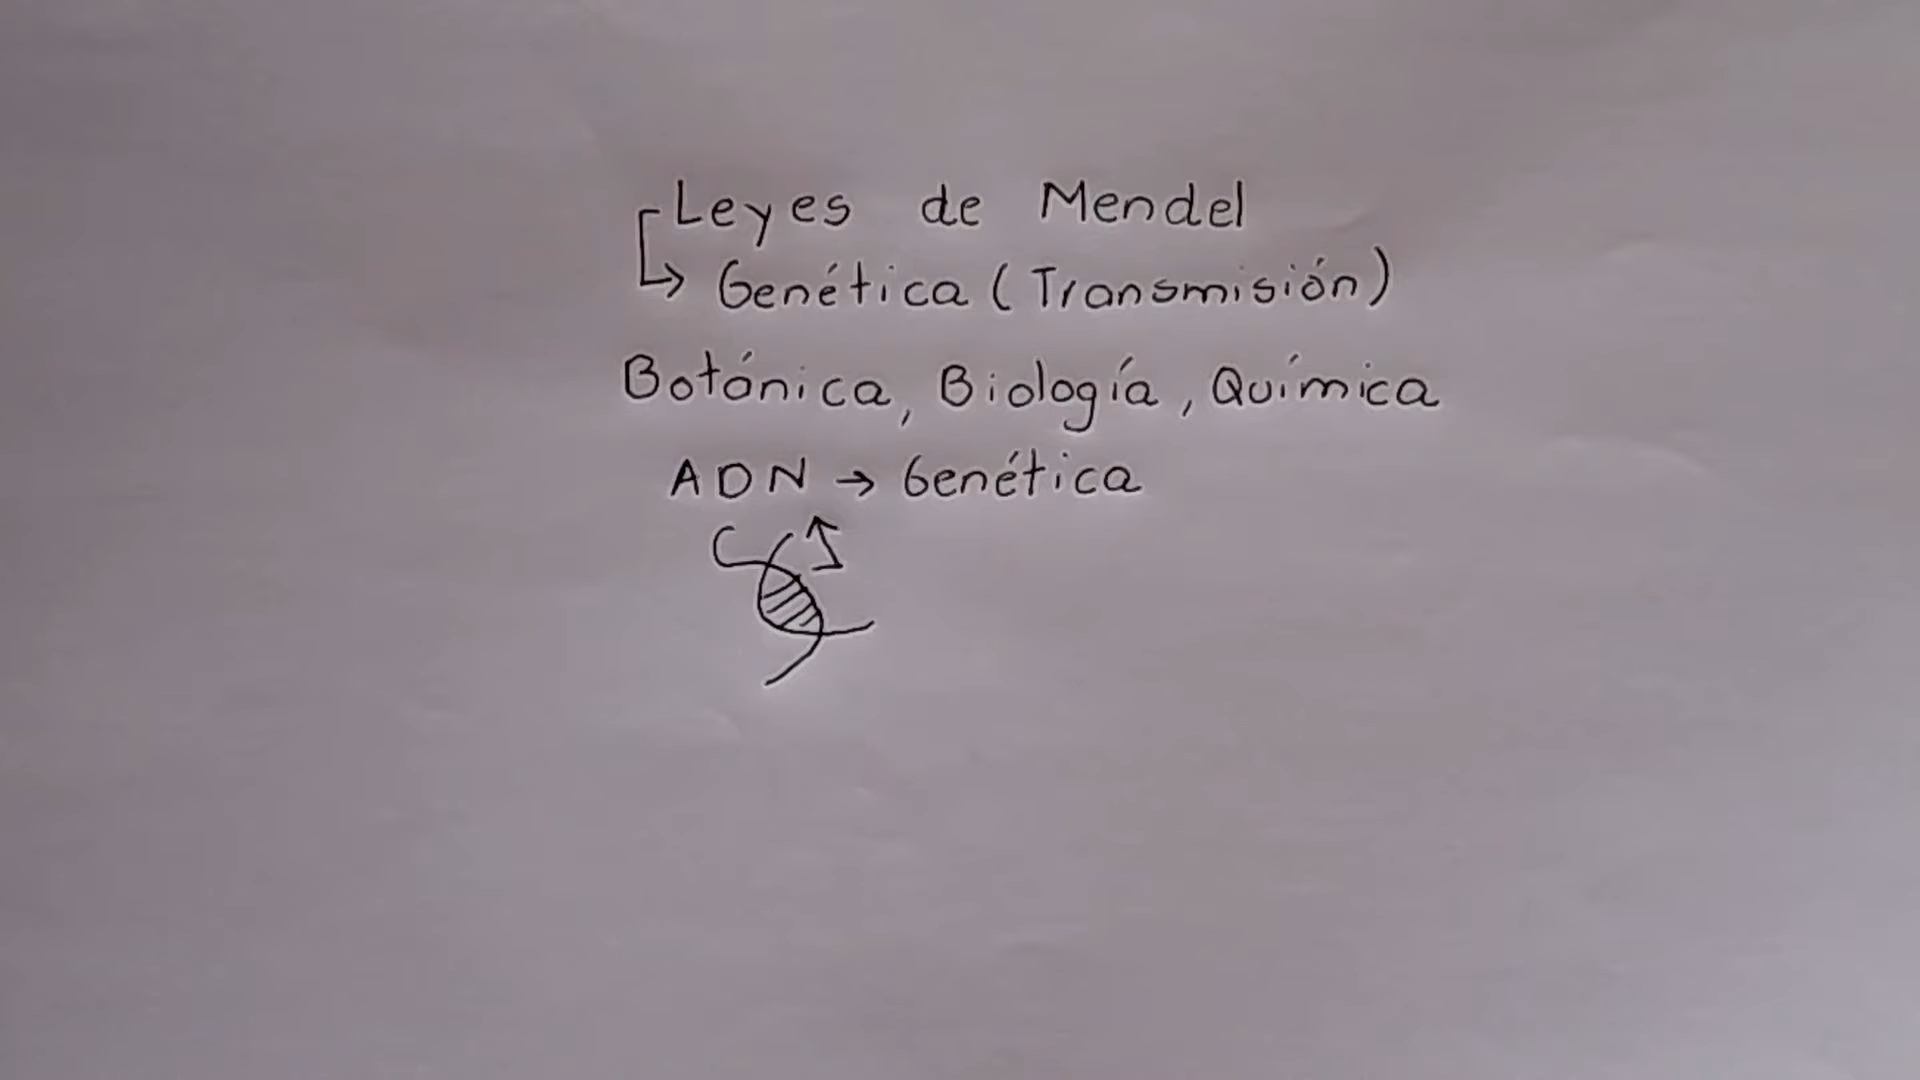 Leyes de Mendel
→ Genética (Transmisión)
Botánica, Biología, Química
ADN → Genética